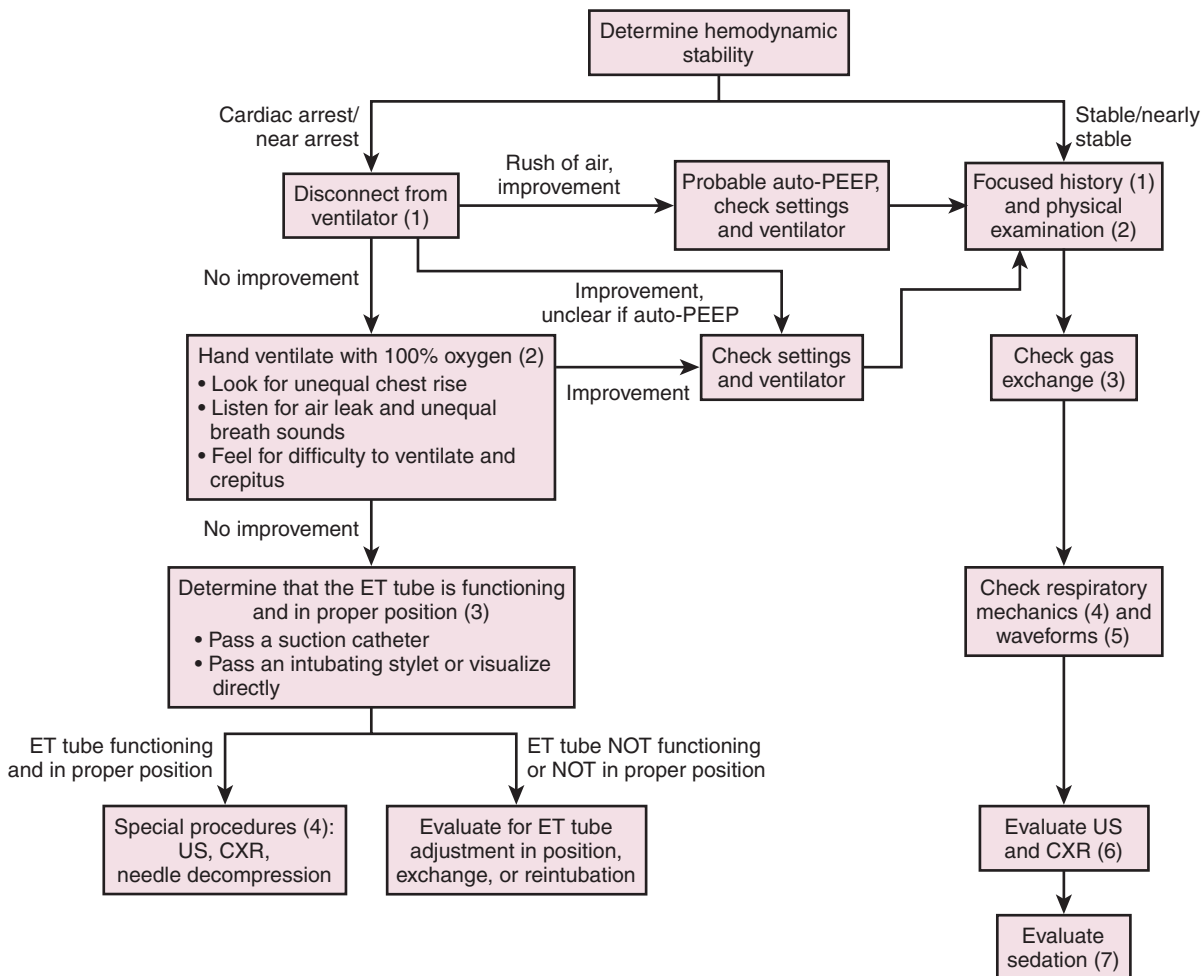 Determine hemodynamic
stability
Cardiac arrest/
near arrest
Stable/nearly
stable
Disconnect from
ventilator (1)
Rush of air,
improvement
Probable auto-PEEP,
check settings
and ventilator
Focused history (1)
and physical
examination (2)
No improvement
Improvement,
unclear if auto-PEEP
Hand ventilate with 100% oxygen (2)
• Look for unequal chest rise
• Listen for air leak and unequal
breath sounds
• Feel for difficulty to ventilate and
crepitus
Improvement
Check settings
and ventilator
Check gas
exchange (3)
No improvement
Determine that the ET tube is functioning
and in proper position (3)
• Pass a suction catheter
• Pass an intubating stylet or visualize
directly
Check respiratory
mechanics (4) and
waveforms (5)
ET tube functioning
and in proper position
ET tube NOT functioning
or NOT in proper position
Special procedures (4):
US, CXR,
needle decompression
Evaluate for ET tube
adjustment in position,
exchange, or reintubation
Evaluate US
and CXR (6)
Evaluate
sedation (7)